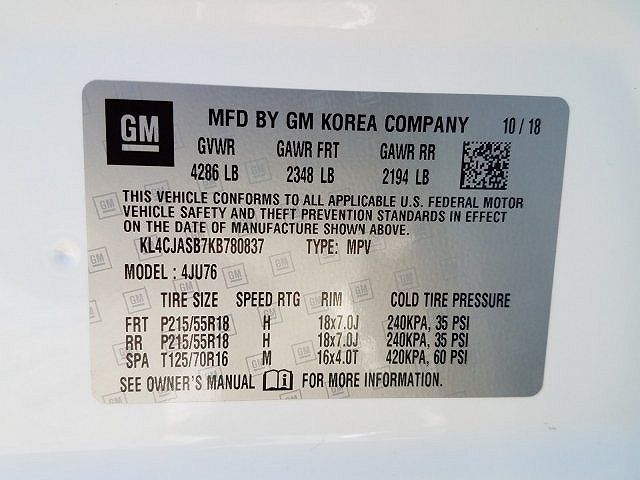 GM MFD BY GM KOREA COMPANY 10 / 18
GVWR GAWR FRT GAWR RR
4286 LB 2348 LB 2194 LB
THIS VEHICLE CONFORMS TO ALL APPLICABLE U.S. FEDERAL MOTOR
VEHICLE SAFETY AND THEFT PREVENTION STANDARDS IN EFFECT
ON THE DATE OF MANUFACTURE SHOWN ABOVE.
KL4CJASB7KB780837 TYPE: MPV
MODEL : 4JU76
TIRE SIZE SPEED RTG RIM COLD TIRE PRESSURE
FRT P215/55R18 H 18x7.0J 240KPA, 35 PSI
RR P215/55R18 H 18x7.0J 240KPA, 35 PSI
SPA T125/70R16 M 16x4.0T 420KPA, 60 PSI
SEE OWNER'S MANUAL FOR MORE INFORMATION.